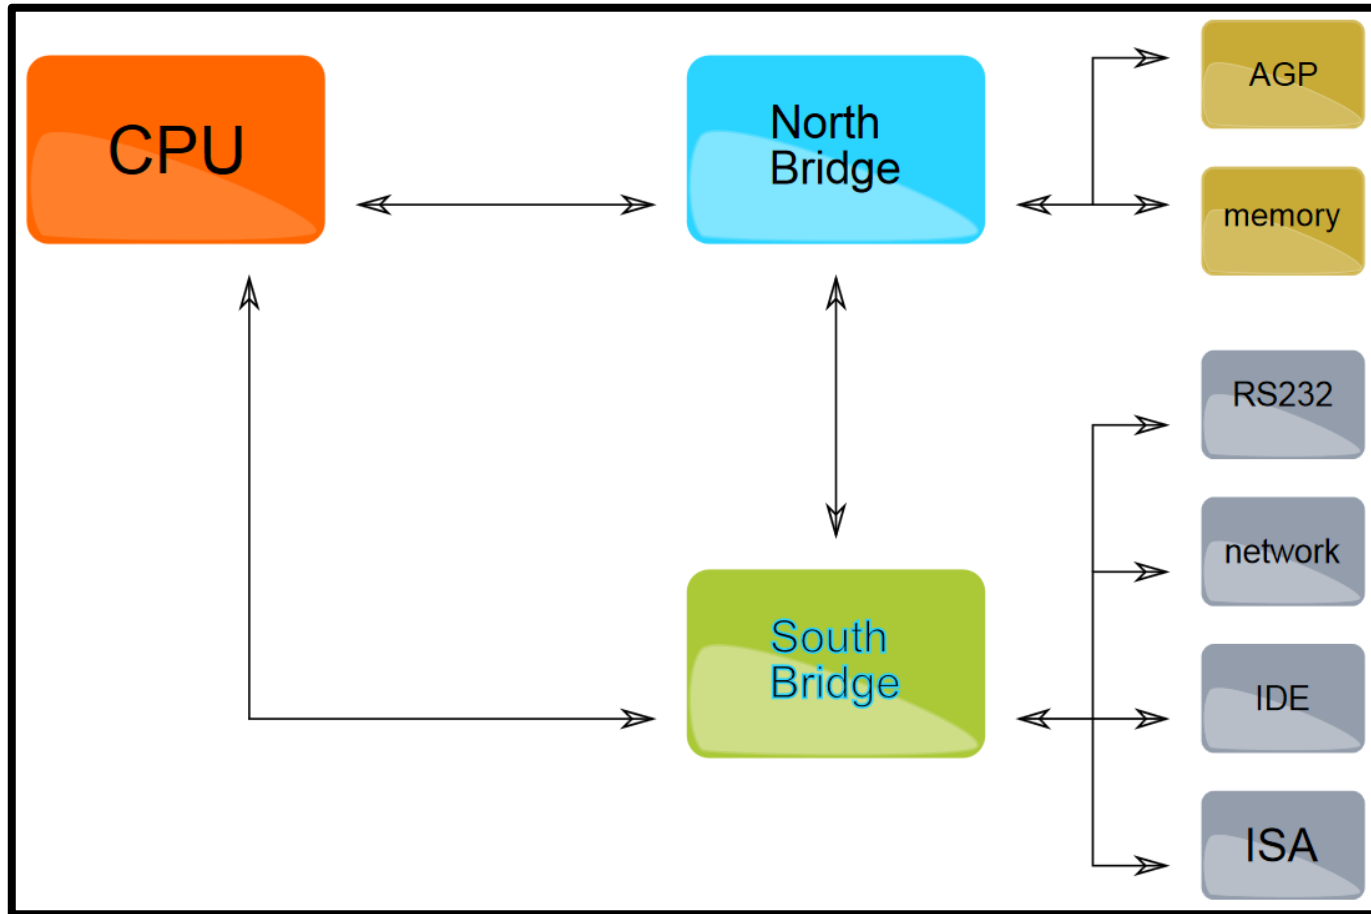 CPU
North
Bridge
AGP
memory
RS232
network
South
Bridge
IDE
ISA